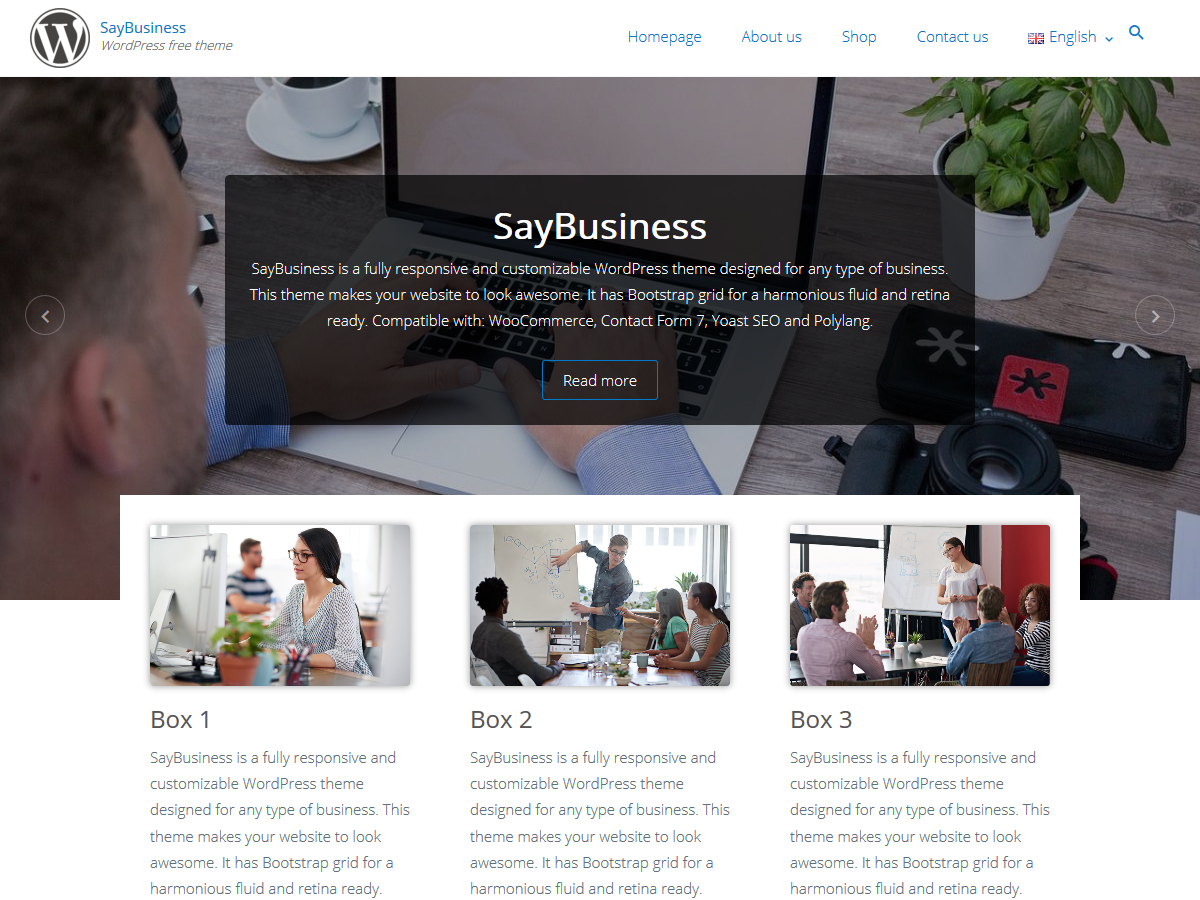 SayBusiness
WordPress free theme
Homepage
About us
Shop
Contact us
English
SayBusiness
SayBusiness is a fully responsive and customizable WordPress theme designed for any type of business.
This theme makes your website to look awesome. It has Bootstrap grid for a harmonious fluid and retina
ready. Compatible with: WooCommerce, Contact Form 7, Yoast SEO and Polylang.
Read more
Box 1
SayBusiness is a fully responsive and
customizable WordPress theme
designed for any type of business. This
theme makes your website to look
awesome. It has Bootstrap grid for a
harmonious fluid and retina ready.
Box 2
SayBusiness is a fully responsive and
customizable WordPress theme
designed for any type of business. This
theme makes your website to look
awesome. It has Bootstrap grid for a
harmonious fluid and retina ready.
Box 3
SayBusiness is a fully responsive and
customizable WordPress theme
designed for any type of business. This
theme makes your website to look
awesome. It has Bootstrap grid for a
harmonious fluid and retina ready.